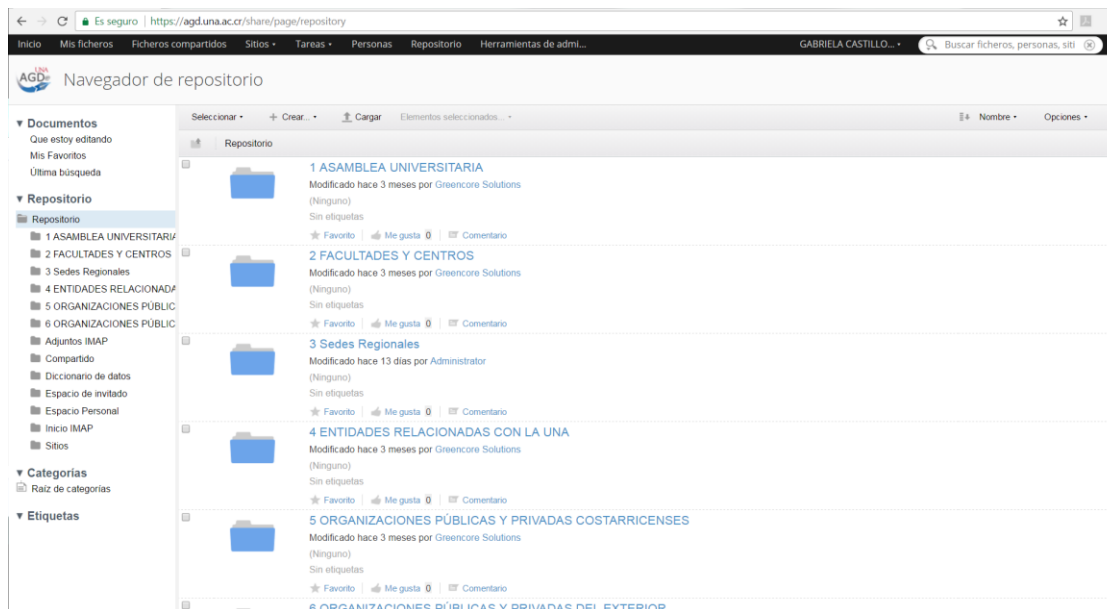 Es seguro | https://agd.una.ac.cr/share/page/repository
Inicio Mis ficheros Ficheros compartidos Sitios Tareas Personas Repositorio Herramientas de admi... GABRIELA CASTILLO... Buscar ficheros, personas, siti
UNA
AGDe Navegador de repositorio
Documentos
Que estoy editando
Mis Favoritos
Última búsqueda
Repositorio
Repositorio
1 ASAMBLEA UNIVERSITARIA
2 FACULTADES Y CENTROS
3 Sedes Regionales
4 ENTIDADES RELACIONADA
5 ORGANIZACIONES PÚBLIC
6 ORGANIZACIONES PÚBLIC
Adjuntos IMAP
Compartido
Diccionario de datos
Espacio de invitado
Espacio Personal
Inicio IMAP
Sitios
Categorías
Raíz de categorías
Etiquetas
Seleccionar Crear... Cargar Elementos seleccionados... Nombre Opciones
Repositorio
1 ASAMBLEA UNIVERSITARIA
Modificado hace 3 meses por Greencore Solutions
(Ninguno)
Sin etiquetas
Favorito Me gusta 0 Comentario
2 FACULTADES Y CENTROS
Modificado hace 3 meses por Greencore Solutions
(Ninguno)
Sin etiquetas
Favorito Me gusta 0 Comentario
3 Sedes Regionales
Modificado hace 13 días por Administrator
(Ninguno)
Sin etiquetas
Favorito Me gusta 0 Comentario
4 ENTIDADES RELACIONADAS CON LA UNA
Modificado hace 3 meses por Greencore Solutions
(Ninguno)
Sin etiquetas
Favorito Me gusta 0 Comentario
5 ORGANIZACIONES PÚBLICAS Y PRIVADAS COSTARRICENSES
Modificado hace 3 meses por Greencore Solutions
(Ninguno)
Sin etiquetas
Favorito Me gusta 0 Comentario
6 ORGANIZACIONES PÚBLICAS Y PRIVADAS DEL EXTERIOR